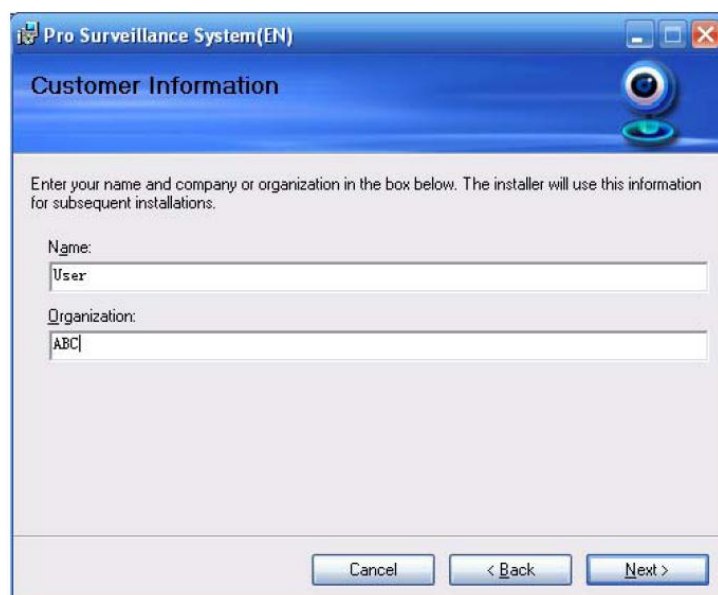 Pro Surveillance System(EN)
Customer Information
Enter your name and company or organization in the box below. The installer will use this information
for subsequent installations.
Name:
User
Organization:
ABC
Cancel
< Back
Next >